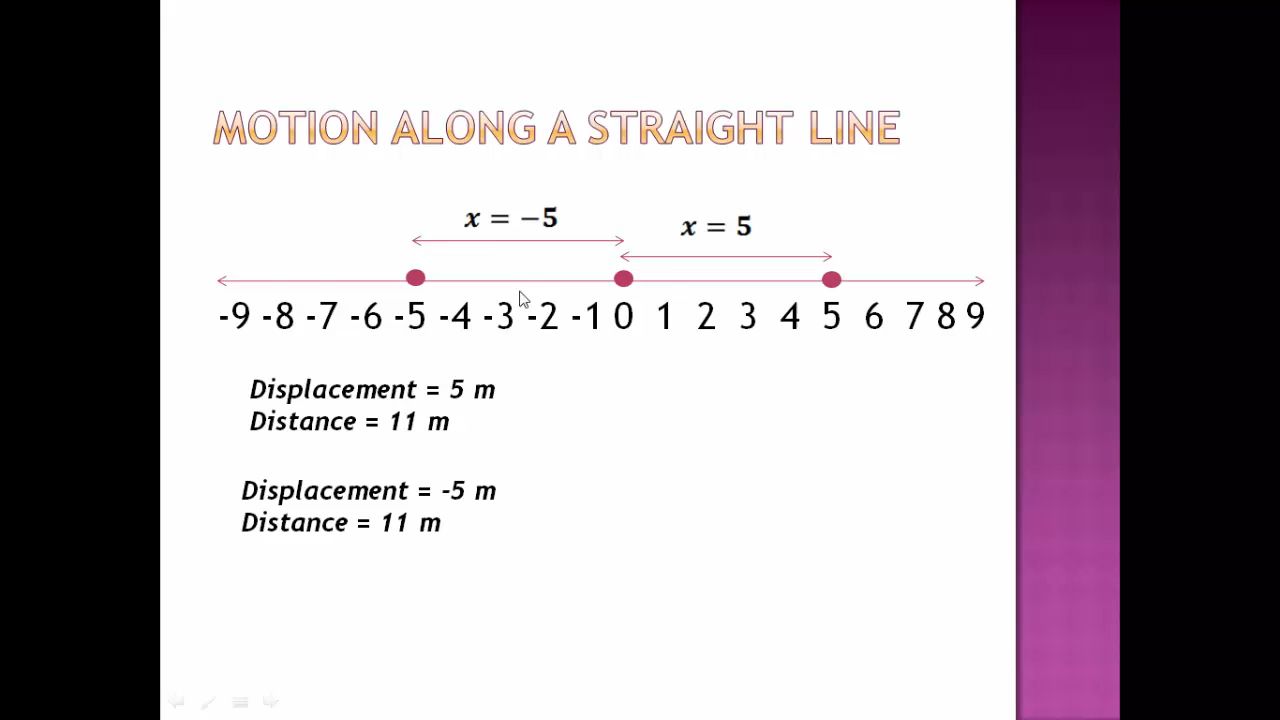 MOTION ALONG A STRAIGHT LINE
x = −5
x = 5
-9 -8 -7 -6 -5 -4 -3 -2 -1 0 1 2 3 4 5 6 7 8 9
Displacement = 5 m
Distance = 11 m
Displacement = -5 m
Distance = 11 m